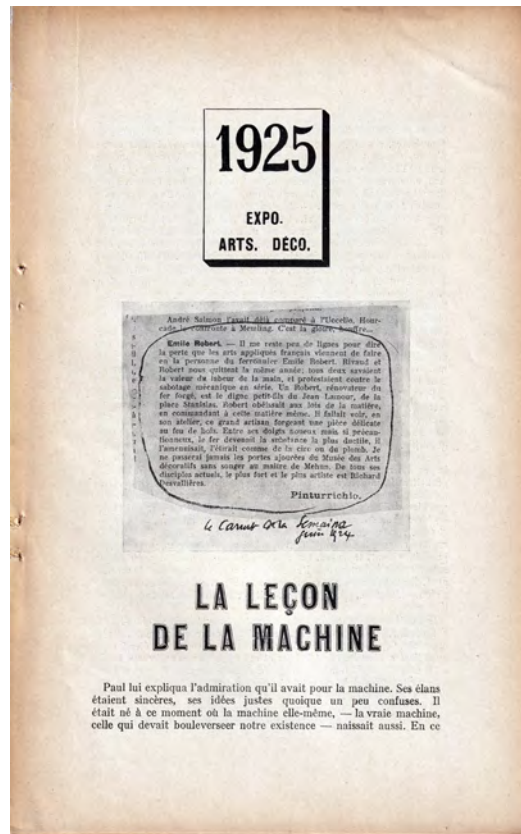 1925
EXPO.
ARTS. DÉCO.
André Salmon l'avait déjà comparé à l'Uccello. Hour-
cade le confronte à Memling. C'est la gloire, bouffre...
Emile Robert. — Il me reste peu de lignes pour dire
la perte que les arts appliqués français viennent de faire
en la personne du ferronnier Emile Robert. Rivaud et
Robert nous quittent la même année; tous deux savaient
la valeur du labeur de la main, et protestaient contre le
sabotage mécanique en série. Un Robert, rénovateur du
fer forgé, est le digne petit-fils du Jean Lamour, de la
place Stanislas. Robert obéissait aux lois de la matière,
en commandant à cette matière même. Il fallait voir, en
son atelier, ce grand artisan forgeant une pièce délicate
au feu de bois. Entre ses doigts noueux mais si précau-
tionneux, le fer devenait la substance la plus ductile, il
l'amenuisait, l'étirait comme de la cire ou du plomb. Je
ne passerai jamais les portes ajourées du Musée des Arts
décoratifs sans songer au maître de Mehun. De tous ses
disciples actuels, le plus fort et le plus artiste est Richard
Desvallières.
Pinturrichio.
Le Carnet de la Semaine
juin 1924
LA LEÇON
DE LA MACHINE
Paul lui expliqua l'admiration qu'il avait pour la machine. Ses élans
étaient sincères, ses idées justes quoique un peu confuses. Il
était né à ce moment où la machine elle-même, — la vraie machine,
celle qui devait bouleverseer notre existence — naissait aussi. En ce